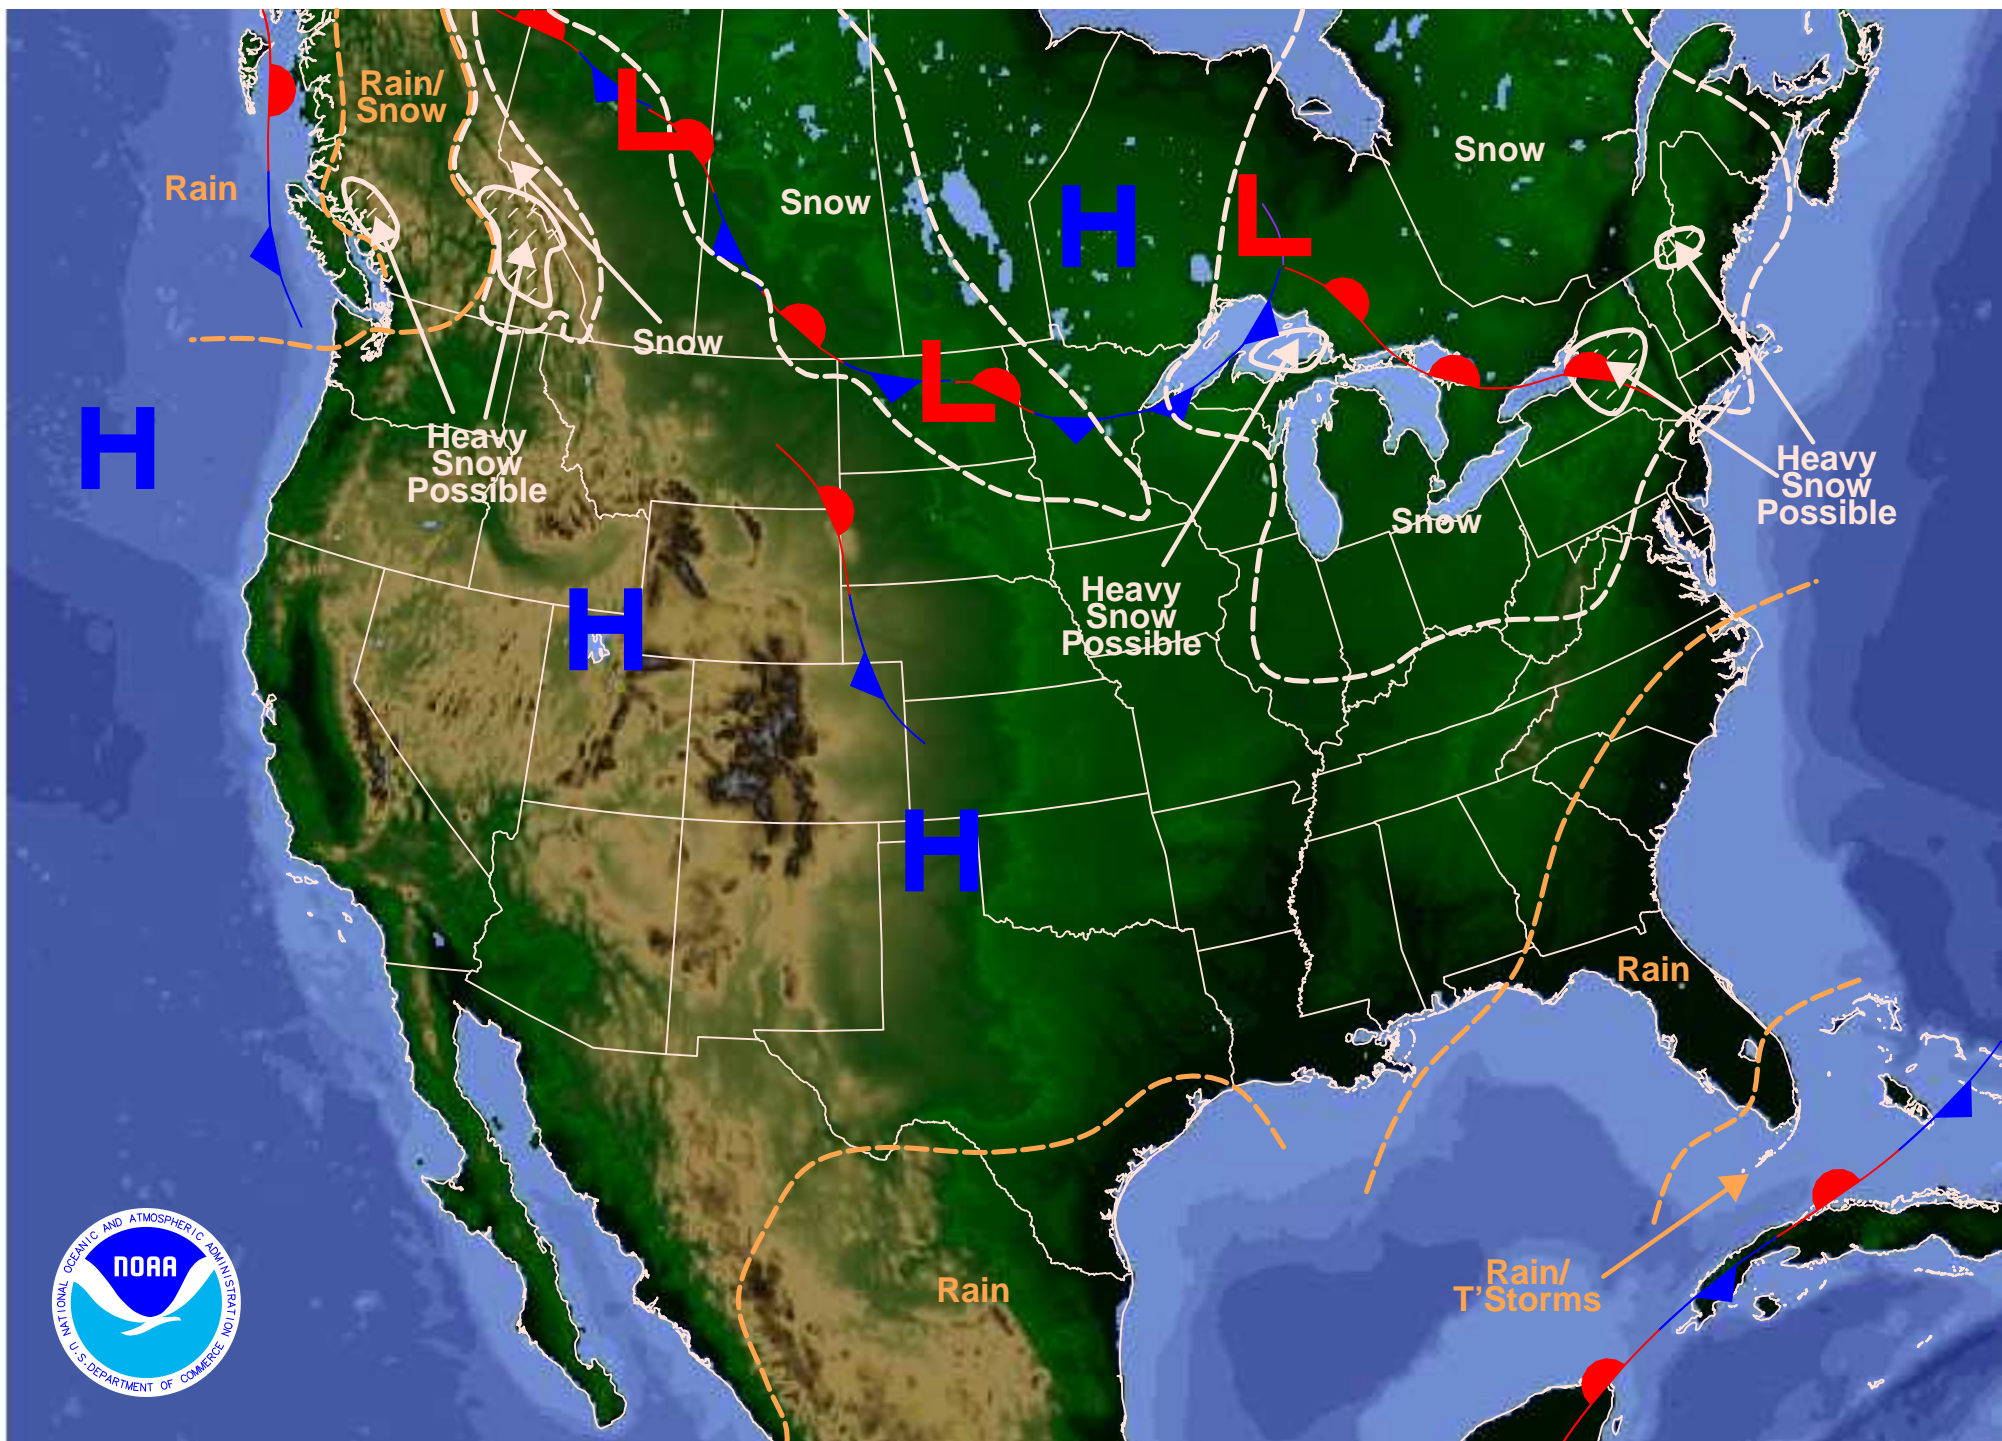 Rain/
Snow
Rain
Snow
Snow
L
H
L
Snow
L
H
Heavy
Snow
Possible
Heavy
Snow
Possible
Snow
H
Heavy
Snow
Possible
H
Rain
Rain
Rain/
T'Storms
NATIONAL OCEANIC AND ATMOSPHERIC ADMINISTRATION
NOAA
U.S. DEPARTMENT OF COMMERCE